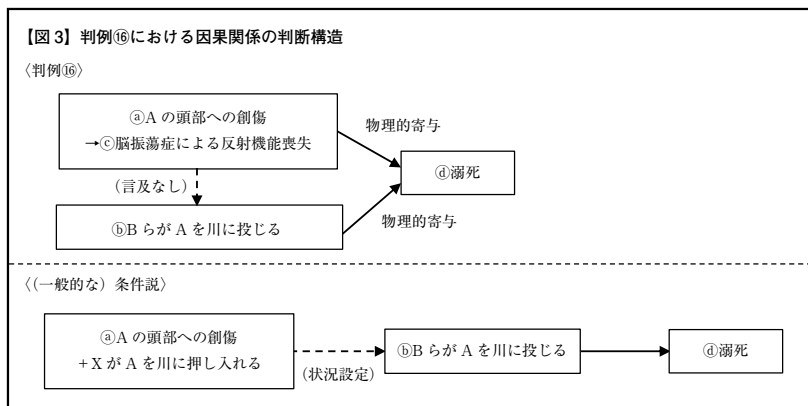 【図3】判例⑯における因果関係の判断構造
〈判例⑯〉
ⓐAの頭部への創傷
→ⓒ脳振蕩症による反射機能喪失
物理的寄与
ⓓ溺死
(言及なし)
ⓑBらがAを川に投じる
物理的寄与
〈(一般的な)条件説〉
ⓐAの頭部への創傷
+XがAを川に押し入れる
(状況設定)
ⓑBらがAを川に投じる
ⓓ溺死